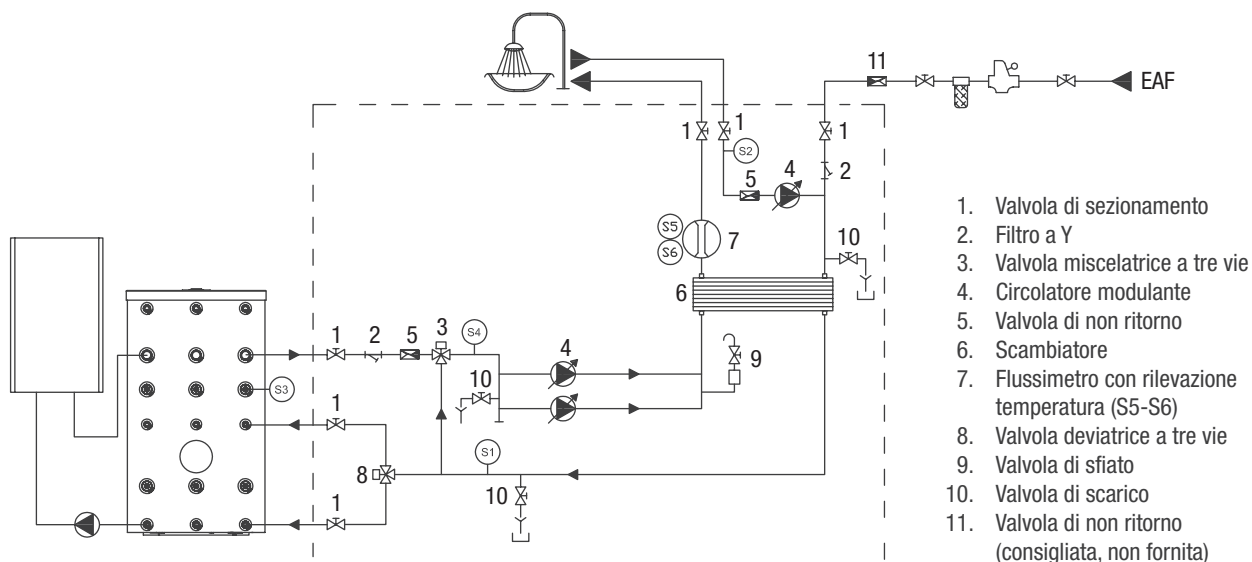 11
EAF
1
1
1
S2
2
4
5
S5
S6
7
10
6
1
2
5
3
S4
4
9
S3
10
1
S1
8
10
1
1. Valvola di sezionamento
2. Filtro a Y
3. Valvola miscelatrice a tre vie
4. Circolatore modulante
5. Valvola di non ritorno
6. Scambiatore
7. Flussimetro con rilevazione
temperatura (S5-S6)
8. Valvola deviatrice a tre vie
9. Valvola di sfiato
10. Valvola di scarico
11. Valvola di non ritorno
(consigliata, non fornita)